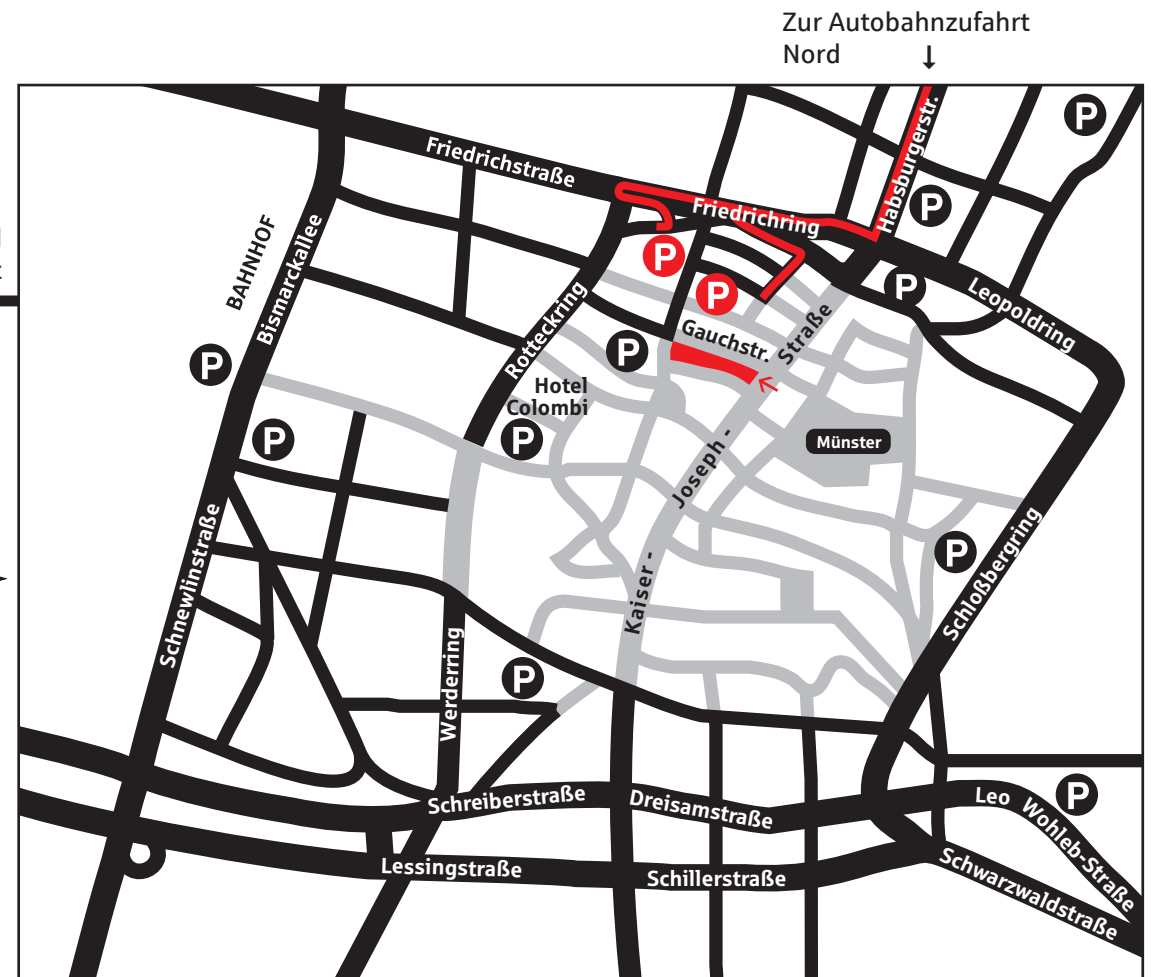 Zur Autobahnzufahrt
Nord
Habsburgerstr.
P
Friedrichstraße
P
Friedrichring
BAHNHOF
Bismarckallee
P
P
P
Leopoldring
Rotteckring
Gauchstr.
P
P
Hotel
Colombi
P
P
Münster
Kaiser - Joseph - Straße
Schnewlinstraße
P
Schloßbergring
Werderring
P
Schreiberstraße
Dreisamstraße
Leo Wohleb-Straße
P
Lessingstraße
Schillerstraße
Schwarzwaldstraße